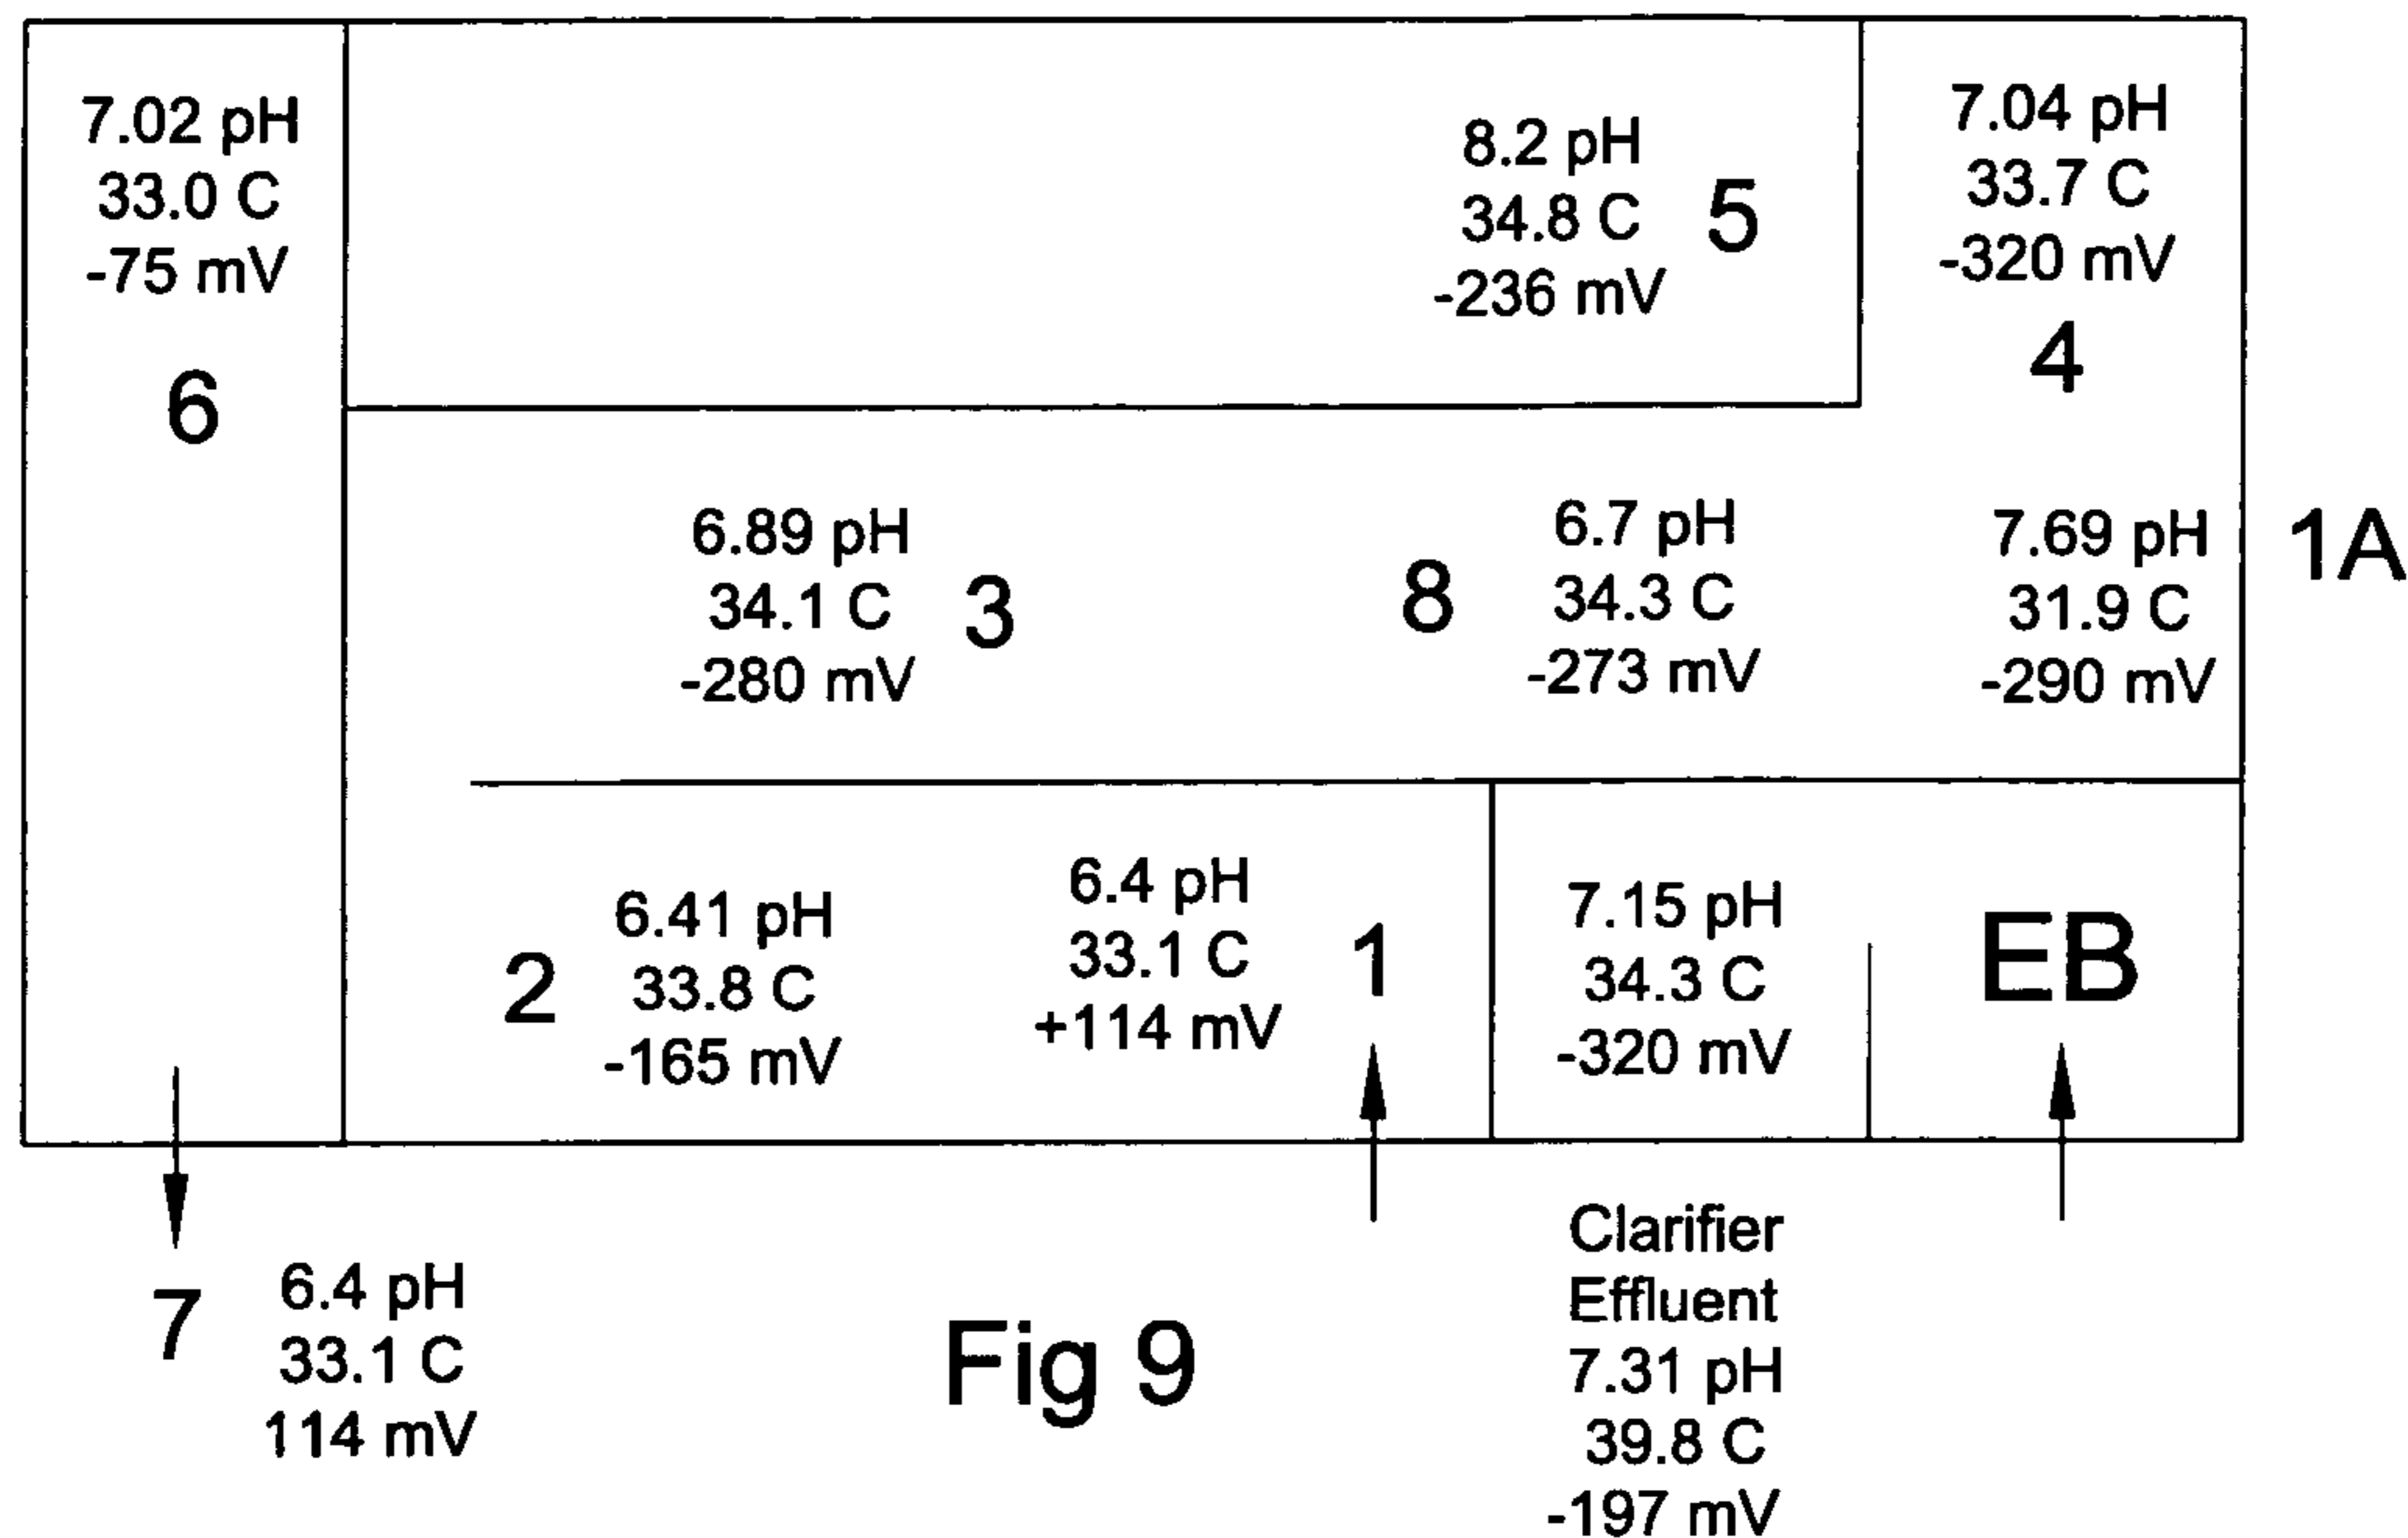 7.02 pH
33.0 C
-75 mV
6
8.2 pH
34.8 C
-236 mV
5
7.04 pH
33.7 C
-320 mV
4
6.89 pH
34.1 C
-280 mV
3
8
6.7 pH
34.3 C
-273 mV
7.69 pH
31.9 C
-290 mV
1A
2
6.41 pH
33.8 C
-165 mV
6.4 pH
33.1 C
+114 mV
1
7.15 pH
34.3 C
-320 mV
EB
7
6.4 pH
33.1 C
114 mV
Fig 9
Clarifier
Effluent
7.31 pH
39.8 C
-197 mV